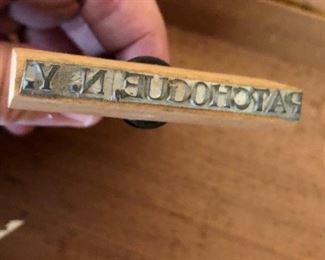 PATCHOGUE, N. Y.